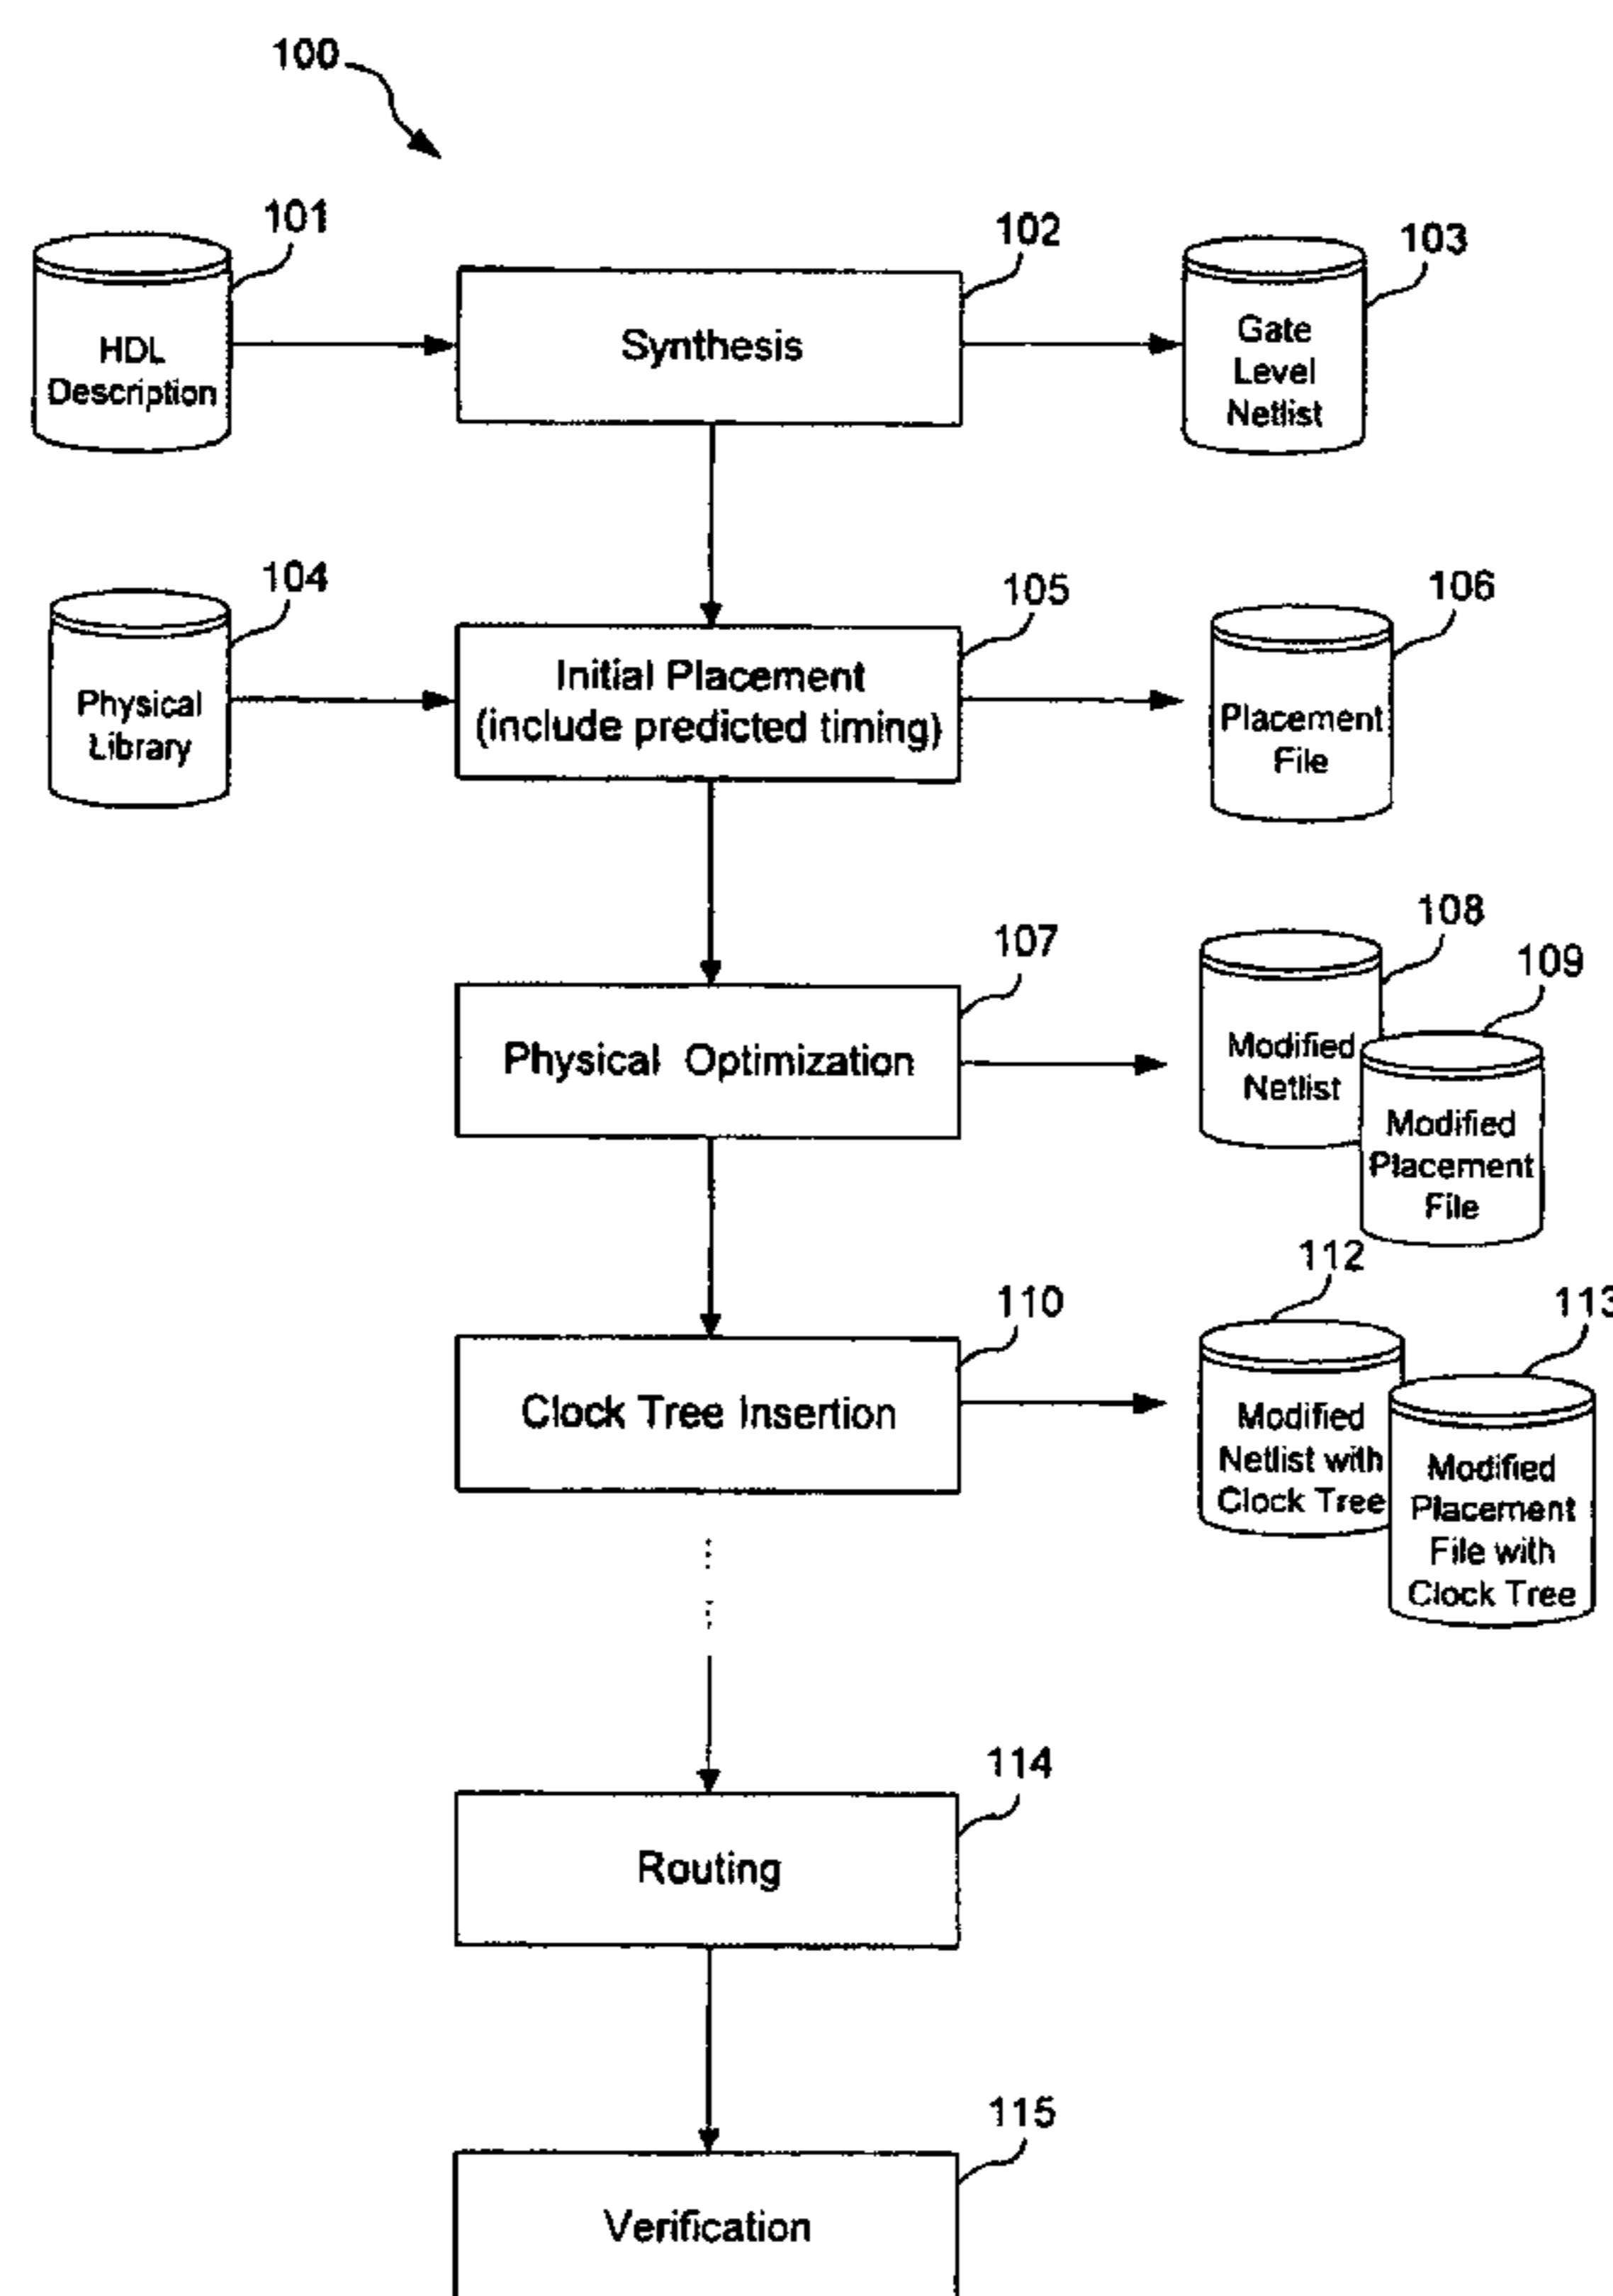 100
101
102
103
HDL
Description
Synthesis
Gate
Level
Netlist
104
105
106
Physical
Library
Initial Placement
(include predicted timing)
Placement
File
107
108
109
Physical Optimization
Modified
Netlist
Modified
Placement
File
110
112
113
Clock Tree Insertion
Modified
Netlist with
Clock Tree
Modified
Placement
File with
Clock Tree
114
Routing
115
Verification